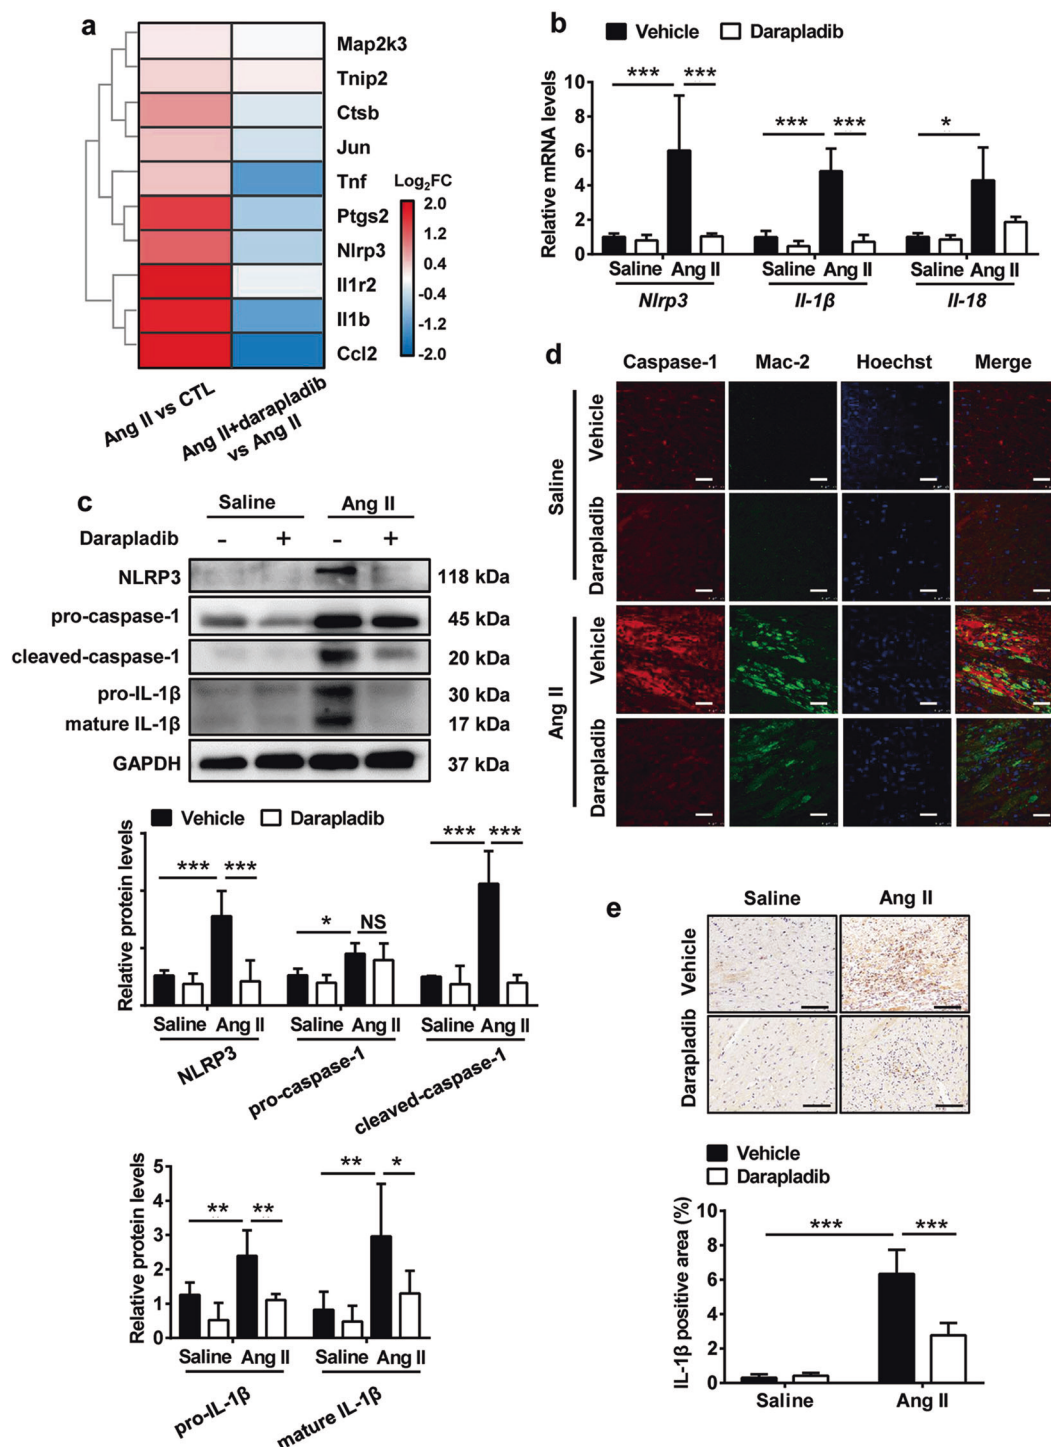 a
Map2k3
Tnip2
Ctsb
Jun
Tnf
Ptgs2
Nlrp3
Il1r2
Il1b
Ccl2
Log2FC
2.0
1.2
0.4
-0.4
-1.2
-2.0
Ang II vs CTL
Ang II+darapladib
vs Ang II
b
Vehicle Darapladib
Relative mRNA levels
10
8
6
4
2
0
*** *** *** *** *
Saline Ang II Saline Ang II Saline Ang II
Nlrp3 Il-1β Il-18
c
Saline Ang II
Darapladib - + - +
NLRP3 118 kDa
pro-caspase-1 45 kDa
cleaved-caspase-1 20 kDa
pro-IL-1β 30 kDa
mature IL-1β 17 kDa
GAPDH 37 kDa
Vehicle Darapladib
Relative protein levels
*** *** * NS *** ***
Saline Ang II Saline Ang II Saline Ang II
NLRP3
pro-caspase-1
cleaved-caspase-1
Relative protein levels
5
4
3
2
1
0
** ** ** *
Saline Ang II Saline Ang II
pro-IL-1β
mature IL-1β
d
Caspase-1 Mac-2 Hoechst Merge
Saline
Vehicle
Darapladib
Ang II
Vehicle
Darapladib
e
Saline Ang II
Vehicle
Darapladib
Vehicle
Darapladib
IL-1β positive area (%)
10
8
6
4
2
0
*** ***
Saline Ang II